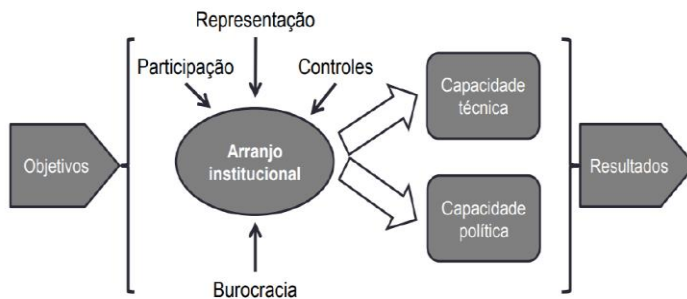 Representação
Participação
Controles
Objetivos
Arranjo
institucional
Capacidade
técnica
Capacidade
política
Resultados
Burocracia